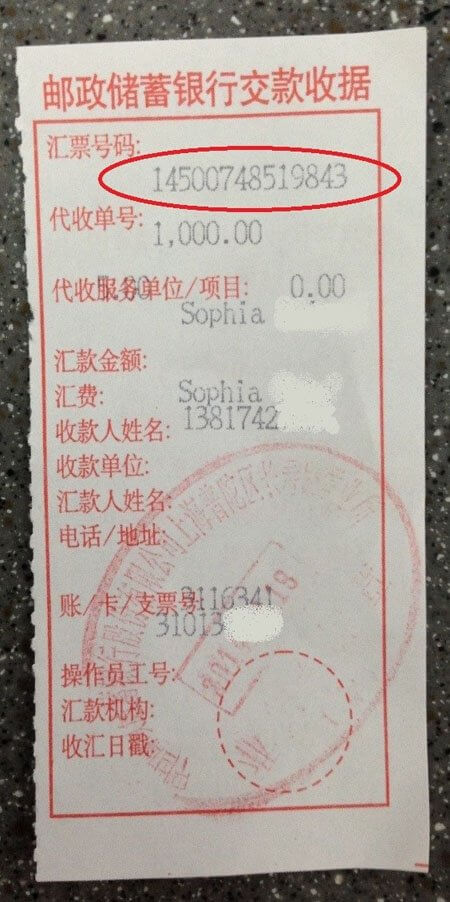 邮政储蓄银行交款收据
汇票号码:
14500748519843
代收单号:
1,000.00
代收服务单位/项目: 0.00
Sophia
汇款金额:
汇费:
Sophia
收款人姓名:
1381742
收款单位:
汇款人姓名:
电话/地址:
账/卡/支票号
2116341
31013
操作员工号:
汇款机构:
收汇日戳: